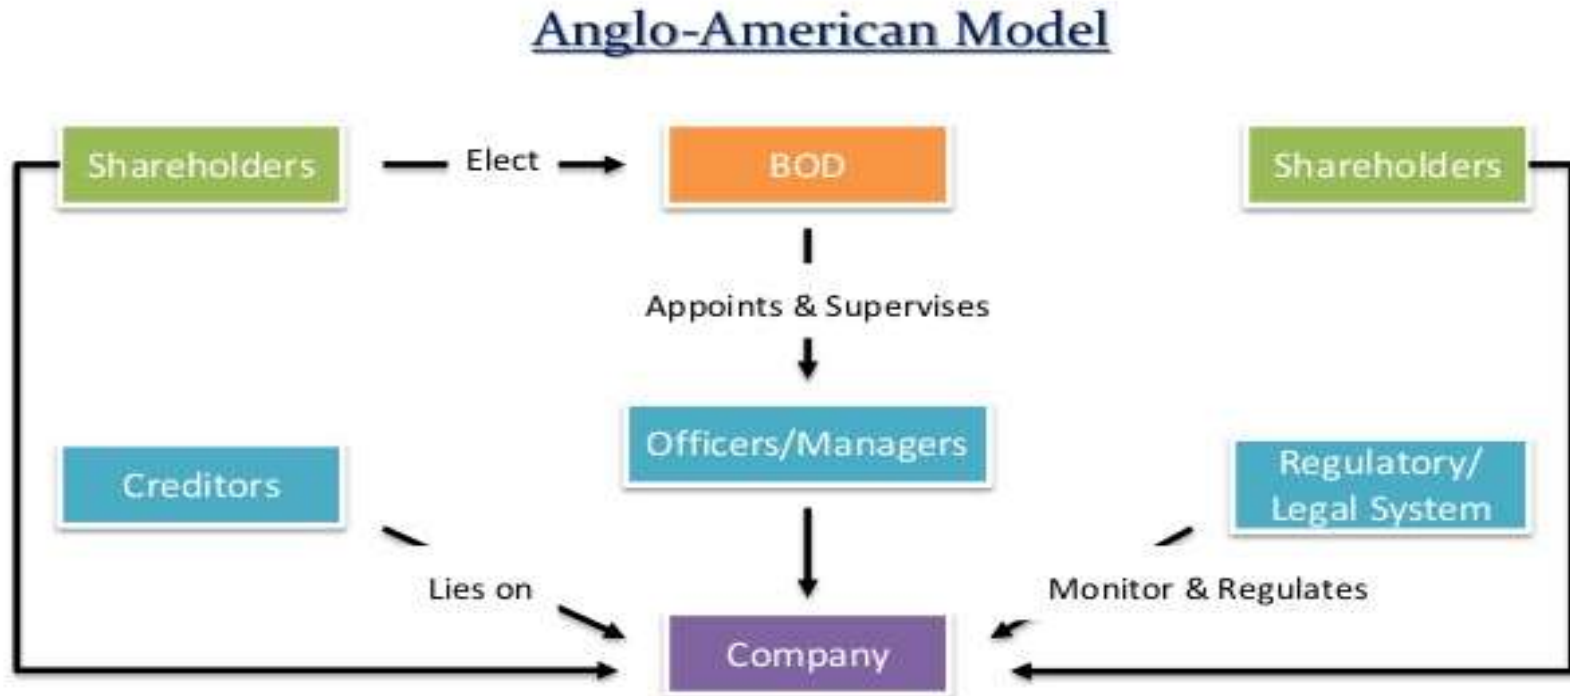 Anglo-American Model
Shareholders
Elect
BOD
Shareholders
Appoints & Supervises
Officers/Managers
Creditors
Regulatory/
Legal System
Lies on
Monitor & Regulates
Company